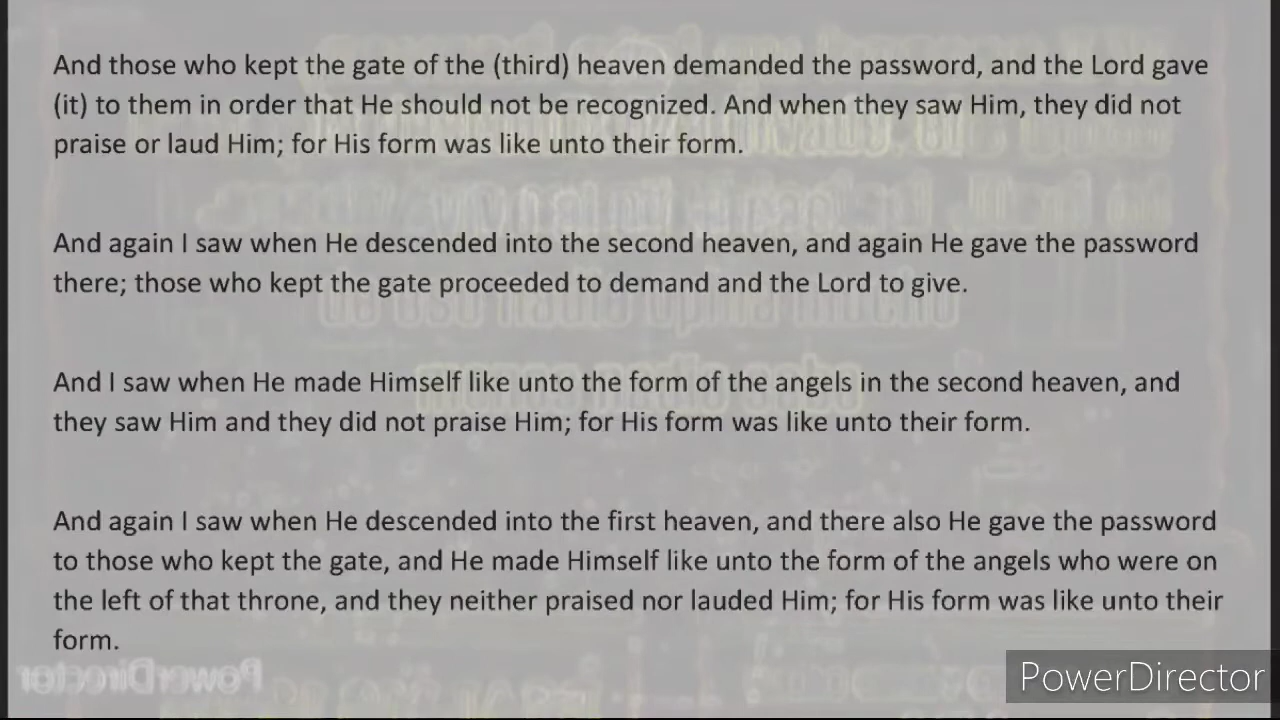 And those who kept the gate of the (third) heaven demanded the password, and the Lord gave
(it) to them in order that He should not be recognized. And when they saw Him, they did not
praise or laud Him; for His form was like unto their form.
And again I saw when He descended into the second heaven, and again He gave the password
there; those who kept the gate proceeded to demand and the Lord to give.
And I saw when He made Himself like unto the form of the angels in the second heaven, and
they saw Him and they did not praise Him; for His form was like unto their form.
And again I saw when He descended into the first heaven, and there also He gave the password
to those who kept the gate, and He made Himself like unto the form of the angels who were on
the left of that throne, and they neither praised nor lauded Him; for His form was like unto their
form.
PowerDirector
PowerDirector